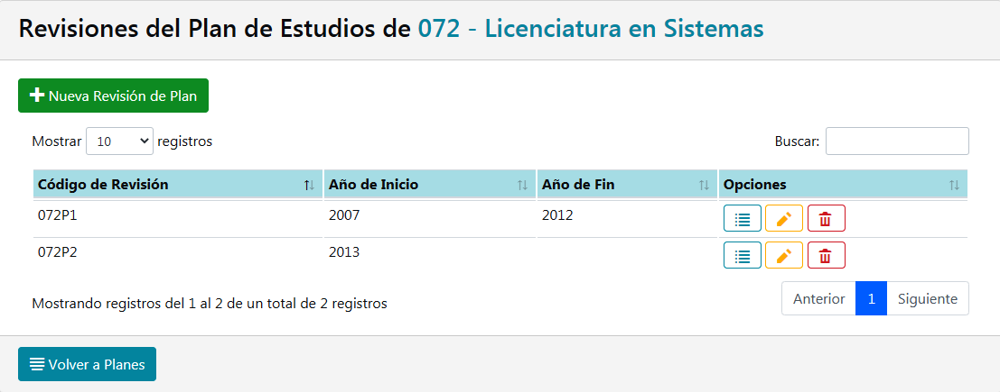 Revisiones del Plan de Estudios de 072 - Licenciatura en Sistemas
Nueva Revisión de Plan
Mostrar 10 registros Buscar:
Código de Revisión Año de Inicio Año de Fin Opciones
072P1 2007 2012
072P2 2013
Mostrando registros del 1 al 2 de un total de 2 registros Anterior 1 Siguiente
Volver a Planes